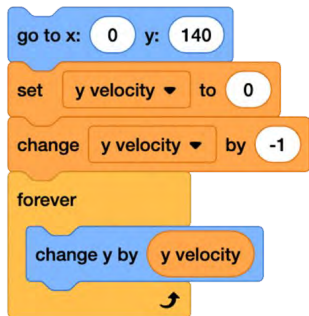 go to x: 0 y: 140
set y velocity to 0
change y velocity by -1
forever
change y by y velocity